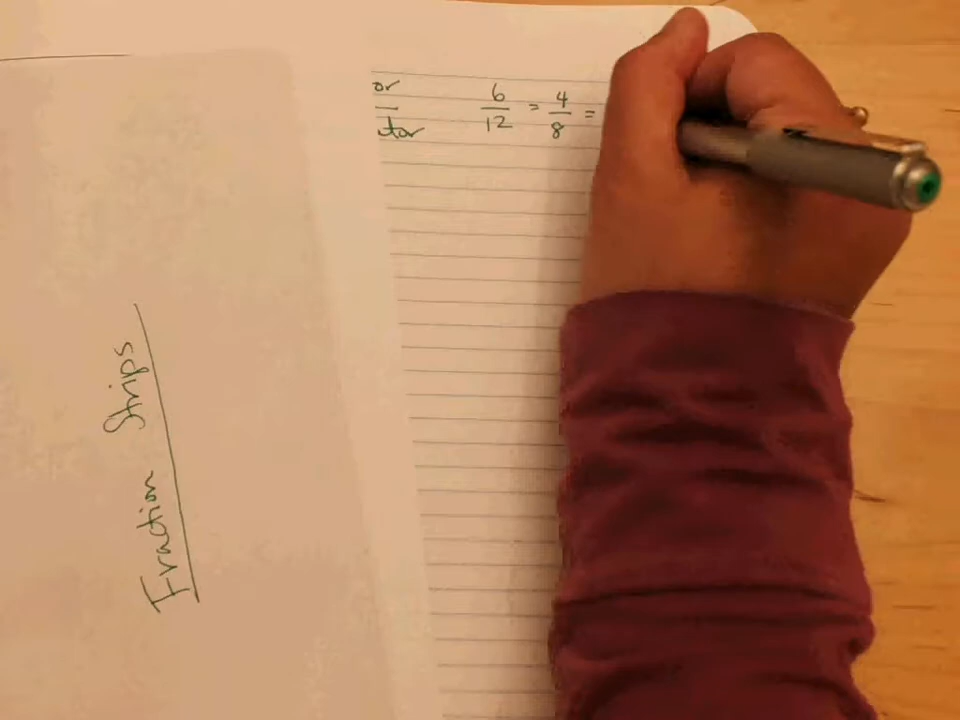 or
tor
6/12 = 4/8 =
Fraction Strips